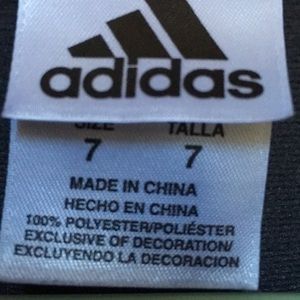 adidas
SIZE TALLA
7 7
MADE IN CHINA
HECHO EN CHINA
100% POLYESTER/POLIÉSTER
EXCLUSIVE OF DECORATION/
EXCLUYENDO LA DECORACION